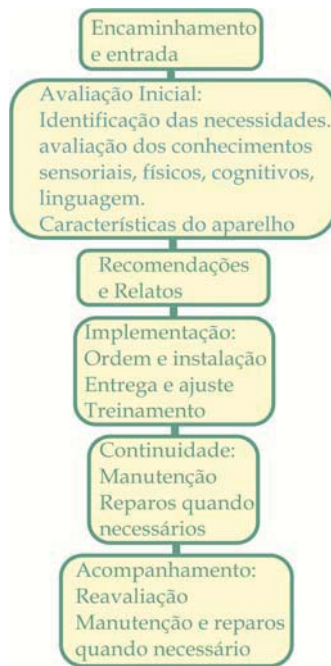 Encaminhamento
e entrada
Avaliação Inicial:
Identificação das necessidades.
avaliação dos conhecimentos
sensoriais, físicos, cognitivos,
linguagem.
Características do aparelho
Recomendações
e Relatos
Implementação:
Ordem e instalação
Entrega e ajuste
Treinamento
Continuidade:
Manutenção
Reparos quando
necessários
Acompanhamento:
Reavaliação
Manutenção e reparos
quando necessário